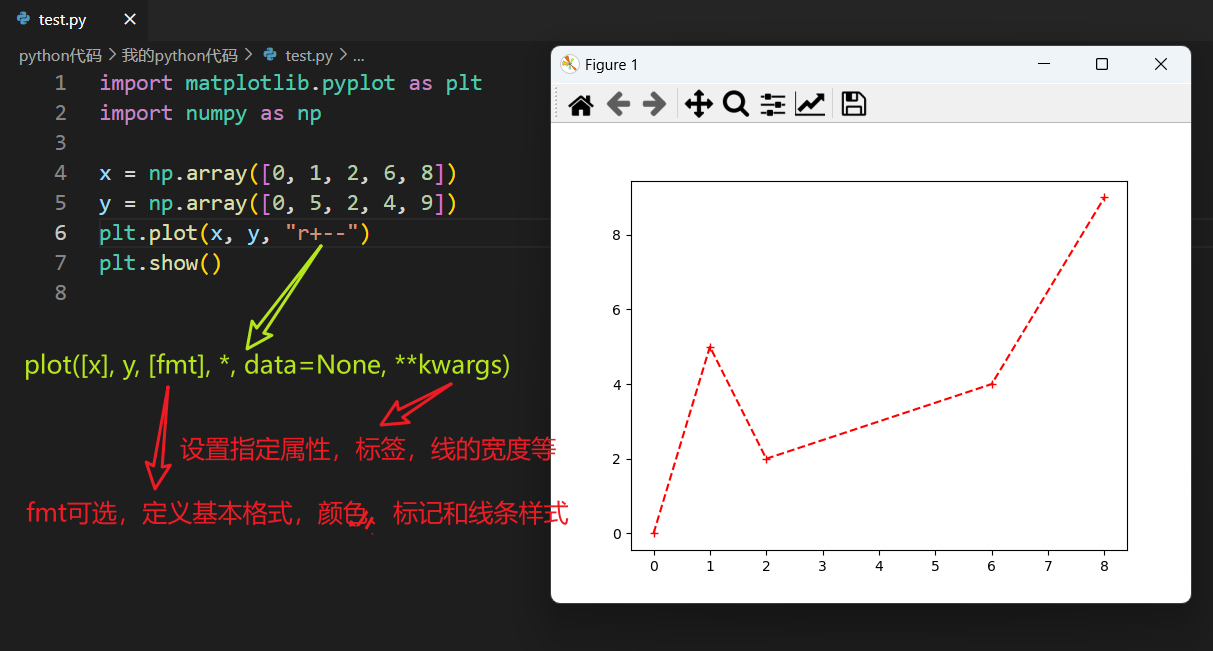 test.py
python代码 > 我的python代码 > test.py > ...
1 import matplotlib.pyplot as plt
2 import numpy as np
3
4 x = np.array([0, 1, 2, 6, 8])
5 y = np.array([0, 5, 2, 4, 9])
6 plt.plot(x, y, "r+--")
7 plt.show()
8
plot([x], y, [fmt], *, data=None, **kwargs)
设置指定属性，标签，线的宽度等
fmt可选，定义基本格式，颜色、标记和线条样式
Figure 1
8
6
4
2
0
0 1 2 3 4 5 6 7 8